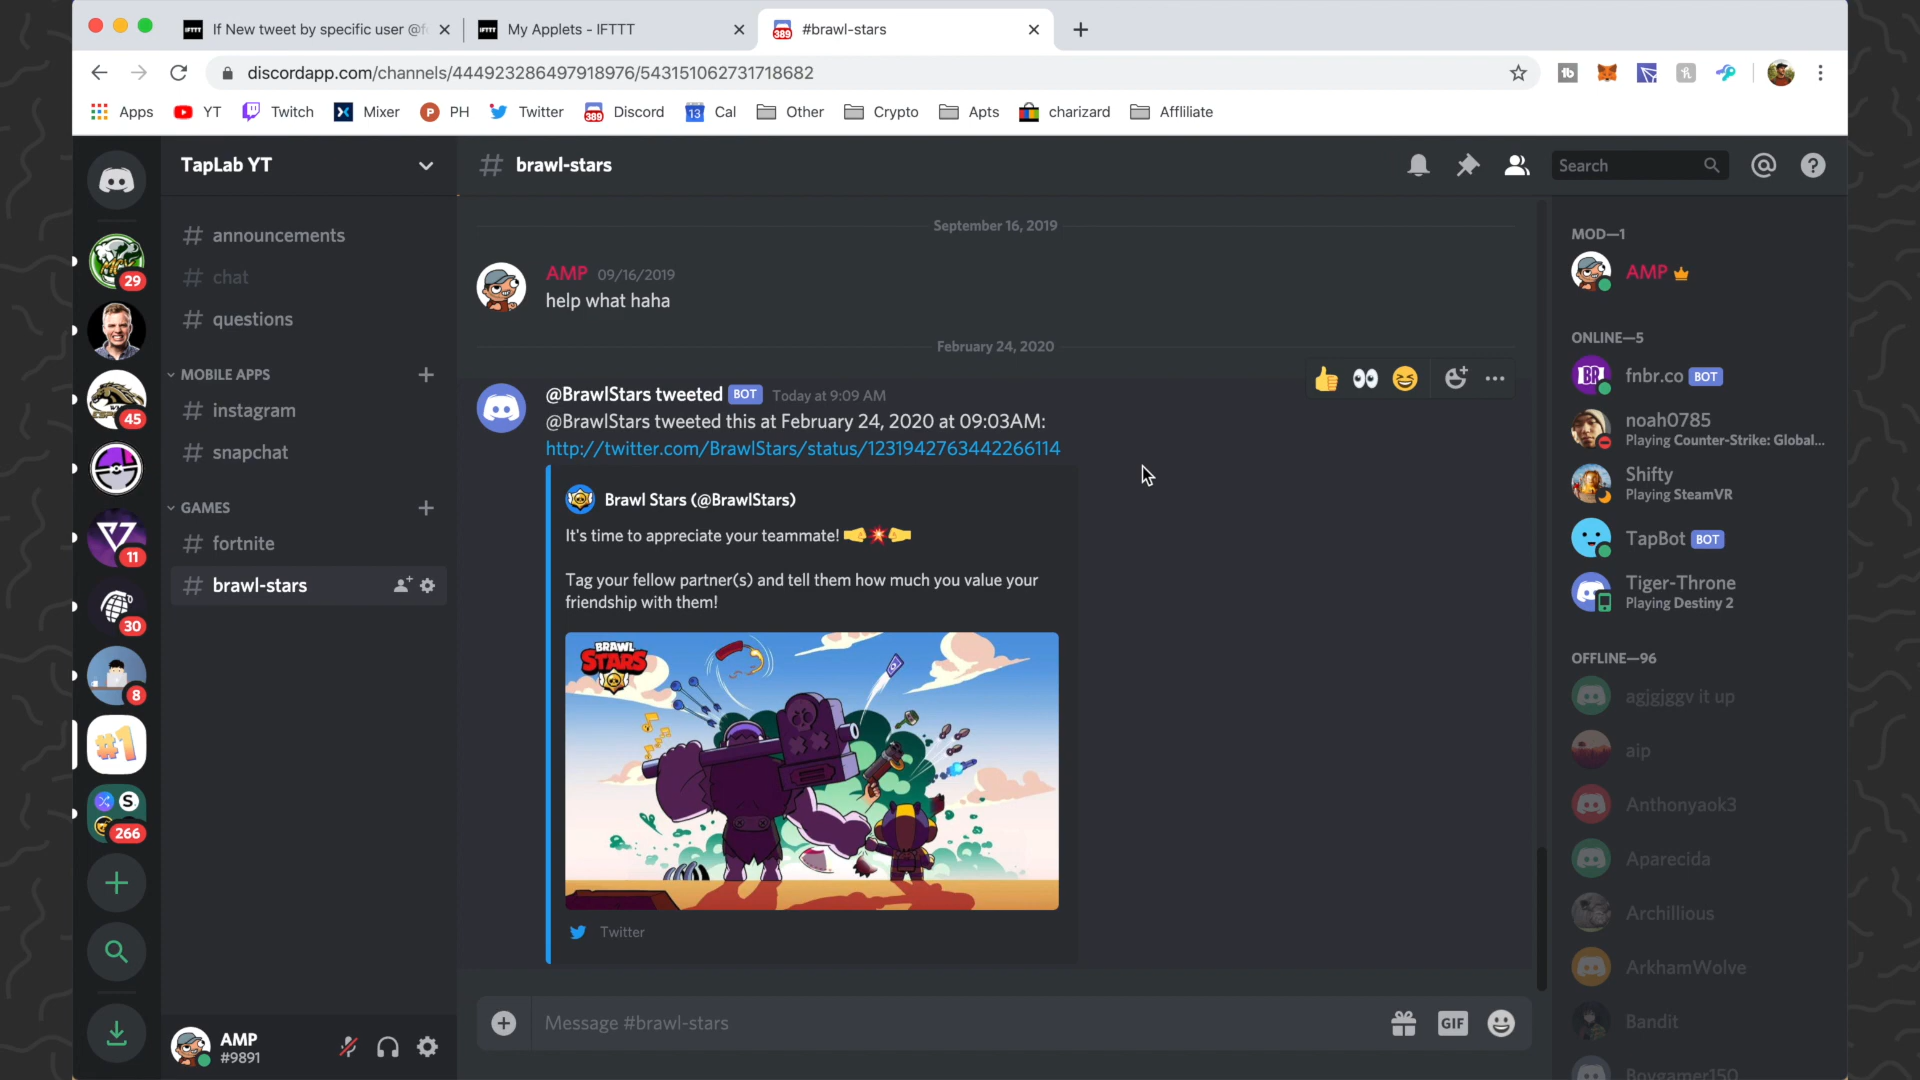 If New tweet by specific user @f
My Applets - IFTTT
#brawl-stars
discordapp.com/channels/444923286497918976/543151062731718682
Apps
YT
Twitch
Mixer
PH
Twitter
Discord
Cal
Other
Crypto
Apts
charizard
Affliliate
TapLab YT
brawl-stars
Search
announcements
chat
questions
MOBILE APPS
instagram
snapchat
GAMES
fortnite
brawl-stars
29
45
11
30
8
#1
S
266
AMP
#9891
September 16, 2019
AMP 09/16/2019
help what haha
February 24, 2020
@BrawlStars tweeted BOT Today at 9:09 AM
@BrawlStars tweeted this at February 24, 2020 at 09:03AM:
http://twitter.com/BrawlStars/status/1231942763442266114
Brawl Stars (@BrawlStars)
It's time to appreciate your teammate!
Tag your fellow partner(s) and tell them how much you value your
friendship with them!
BRAWL
STARS
Twitter
Message #brawl-stars
GIF
MOD—1
AMP
ONLINE—5
fnbr.co BOT
noah0785
Playing Counter-Strike: Global...
Shifty
Playing SteamVR
TapBot BOT
Tiger-Throne
Playing Destiny 2
OFFLINE—96
agjgjggv it up
aip
Anthonyaok3
Aparecida
Archillious
ArkhamWolve
Bandit
Boygamer150